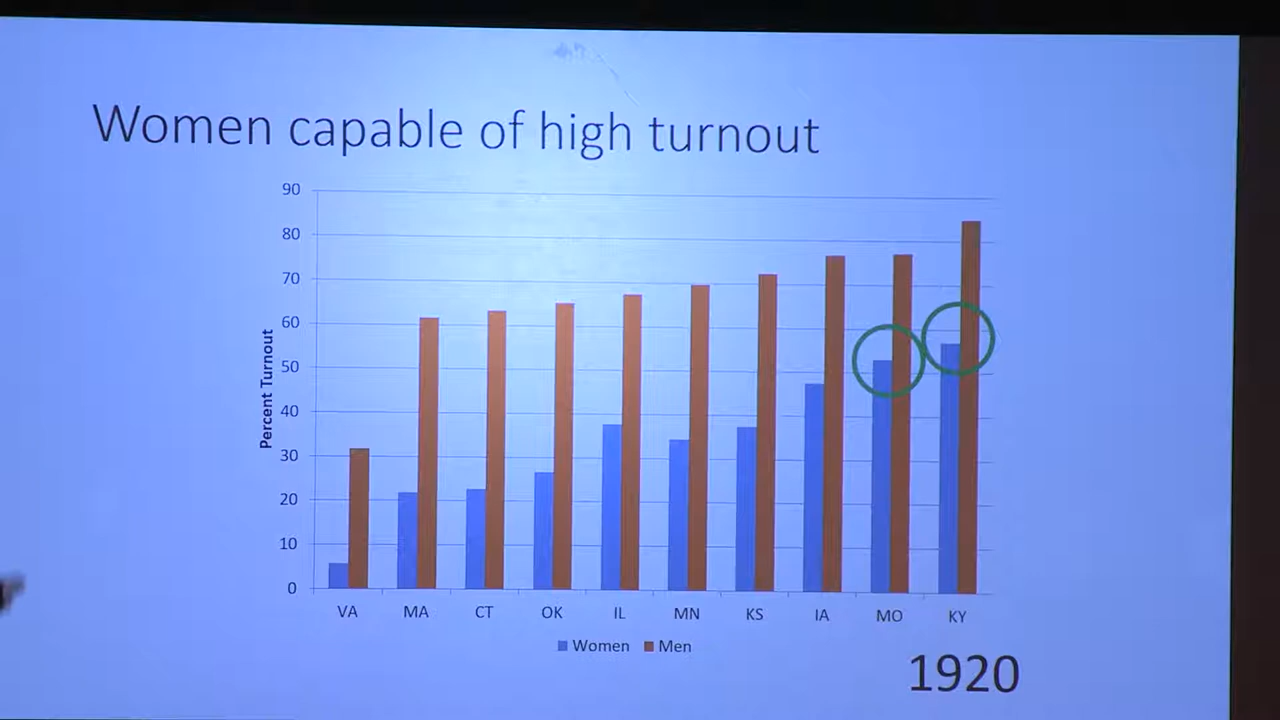 Women capable of high turnout
90
80
70
60
50
40
30
20
10
0
Percent Turnout
VA MA CT OK IL MN KS IA MO KY
Women Men
1920